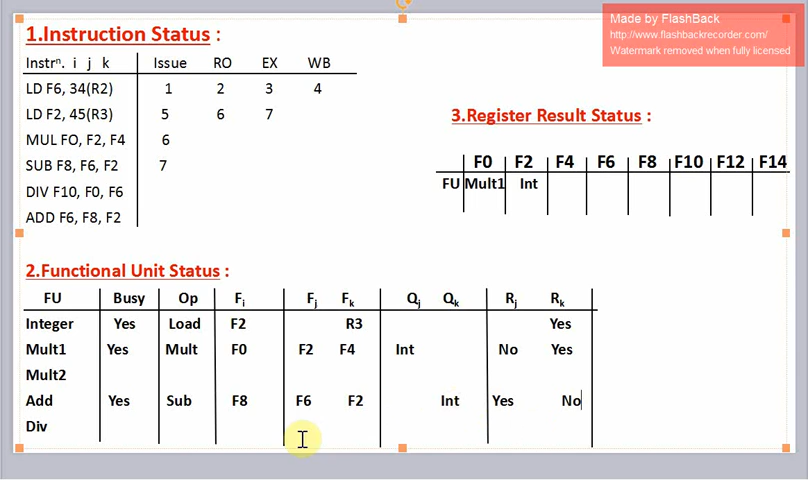 Made by FlashBack
http://www.flashbackrecorder.com/
Watermark removed when fully licensed
1.Instruction Status :
Instrⁿ. i j k Issue RO EX WB
LD F6, 34(R2) 1 2 3 4
LD F2, 45(R3) 5 6 7
MUL FO, F2, F4 6
SUB F8, F6, F2 7
DIV F10, F0, F6
ADD F6, F8, F2
3.Register Result Status :
F0 F2 F4 F6 F8 F10 F12 F14
FU Mult1 Int
2.Functional Unit Status :
FU Busy Op Fi Fj Fk Qj Qk Rj Rk
Integer Yes Load F2 R3 Yes
Mult1 Yes Mult F0 F2 F4 Int No Yes
Mult2
Add Yes Sub F8 F6 F2 Int Yes No
Div